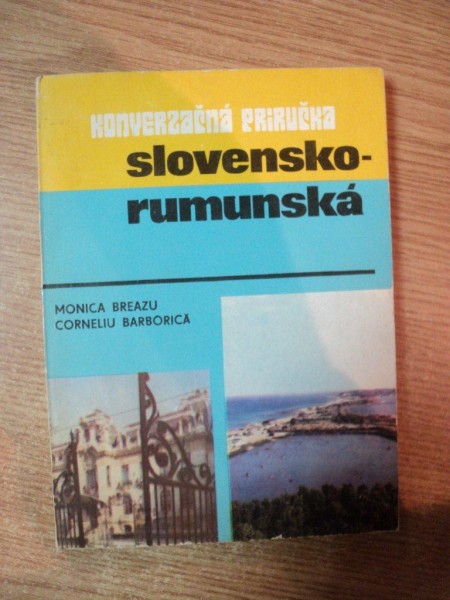 KONVERZAČNÁ PRÍRUČKA
slovensko-
rumunská
MONICA BREAZU
CORNELIU BARBORICĂ